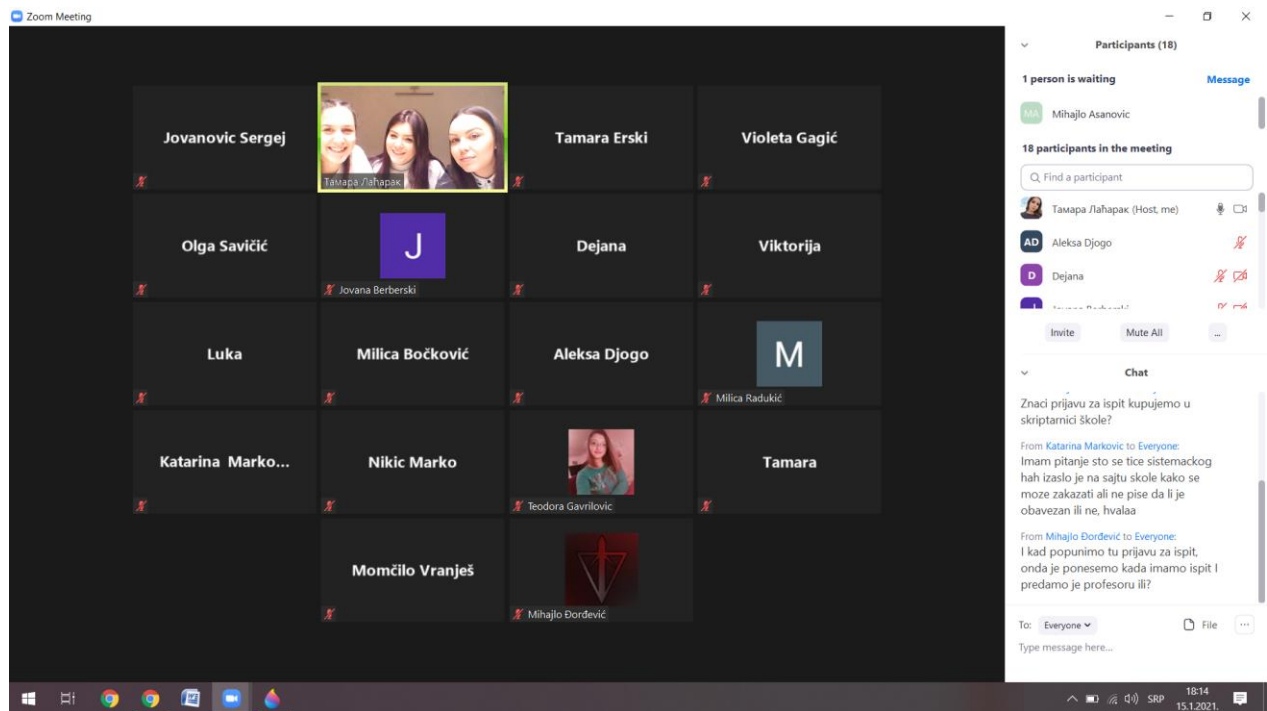 Zoom Meeting
Jovanovic Sergej
Тамара Лаћарак
Tamara Erski
Violeta Gagić
Olga Savičić
J
Jovana Berberski
Dejana
Viktorija
Luka
Milica Bočković
Aleksa Djogo
M
Milica Radukić
Katarina Marko...
Nikic Marko
Teodora Gavrilovic
Tamara
Momčilo Vranješ
Mihajlo Đorđević
Participants (18)
1 person is waiting
Message
MA
Mihajlo Asanovic
18 participants in the meeting
Find a participant
Тамара Лаћарак (Host, me)
AD
Aleksa Djogo
D
Dejana
Invite
Mute All
...
Chat
Znaci prijavu za ispit kupujemo u
skriptarnici škole?
From Katarina Markovic to Everyone:
Imam pitanje sto se tice sistemackog
hah izaslo je na sajtu skole kako se
moze zakazati ali ne pise da li je
obavezan ili ne, hvalaa
From Mihajlo Đorđević to Everyone:
I kad popunimo tu prijavu za ispit,
onda je ponesemo kada imamo ispit I
predamo je profesoru ili?
To: Everyone
File
...
Type message here...
SRP
18:14
15.1.2021.